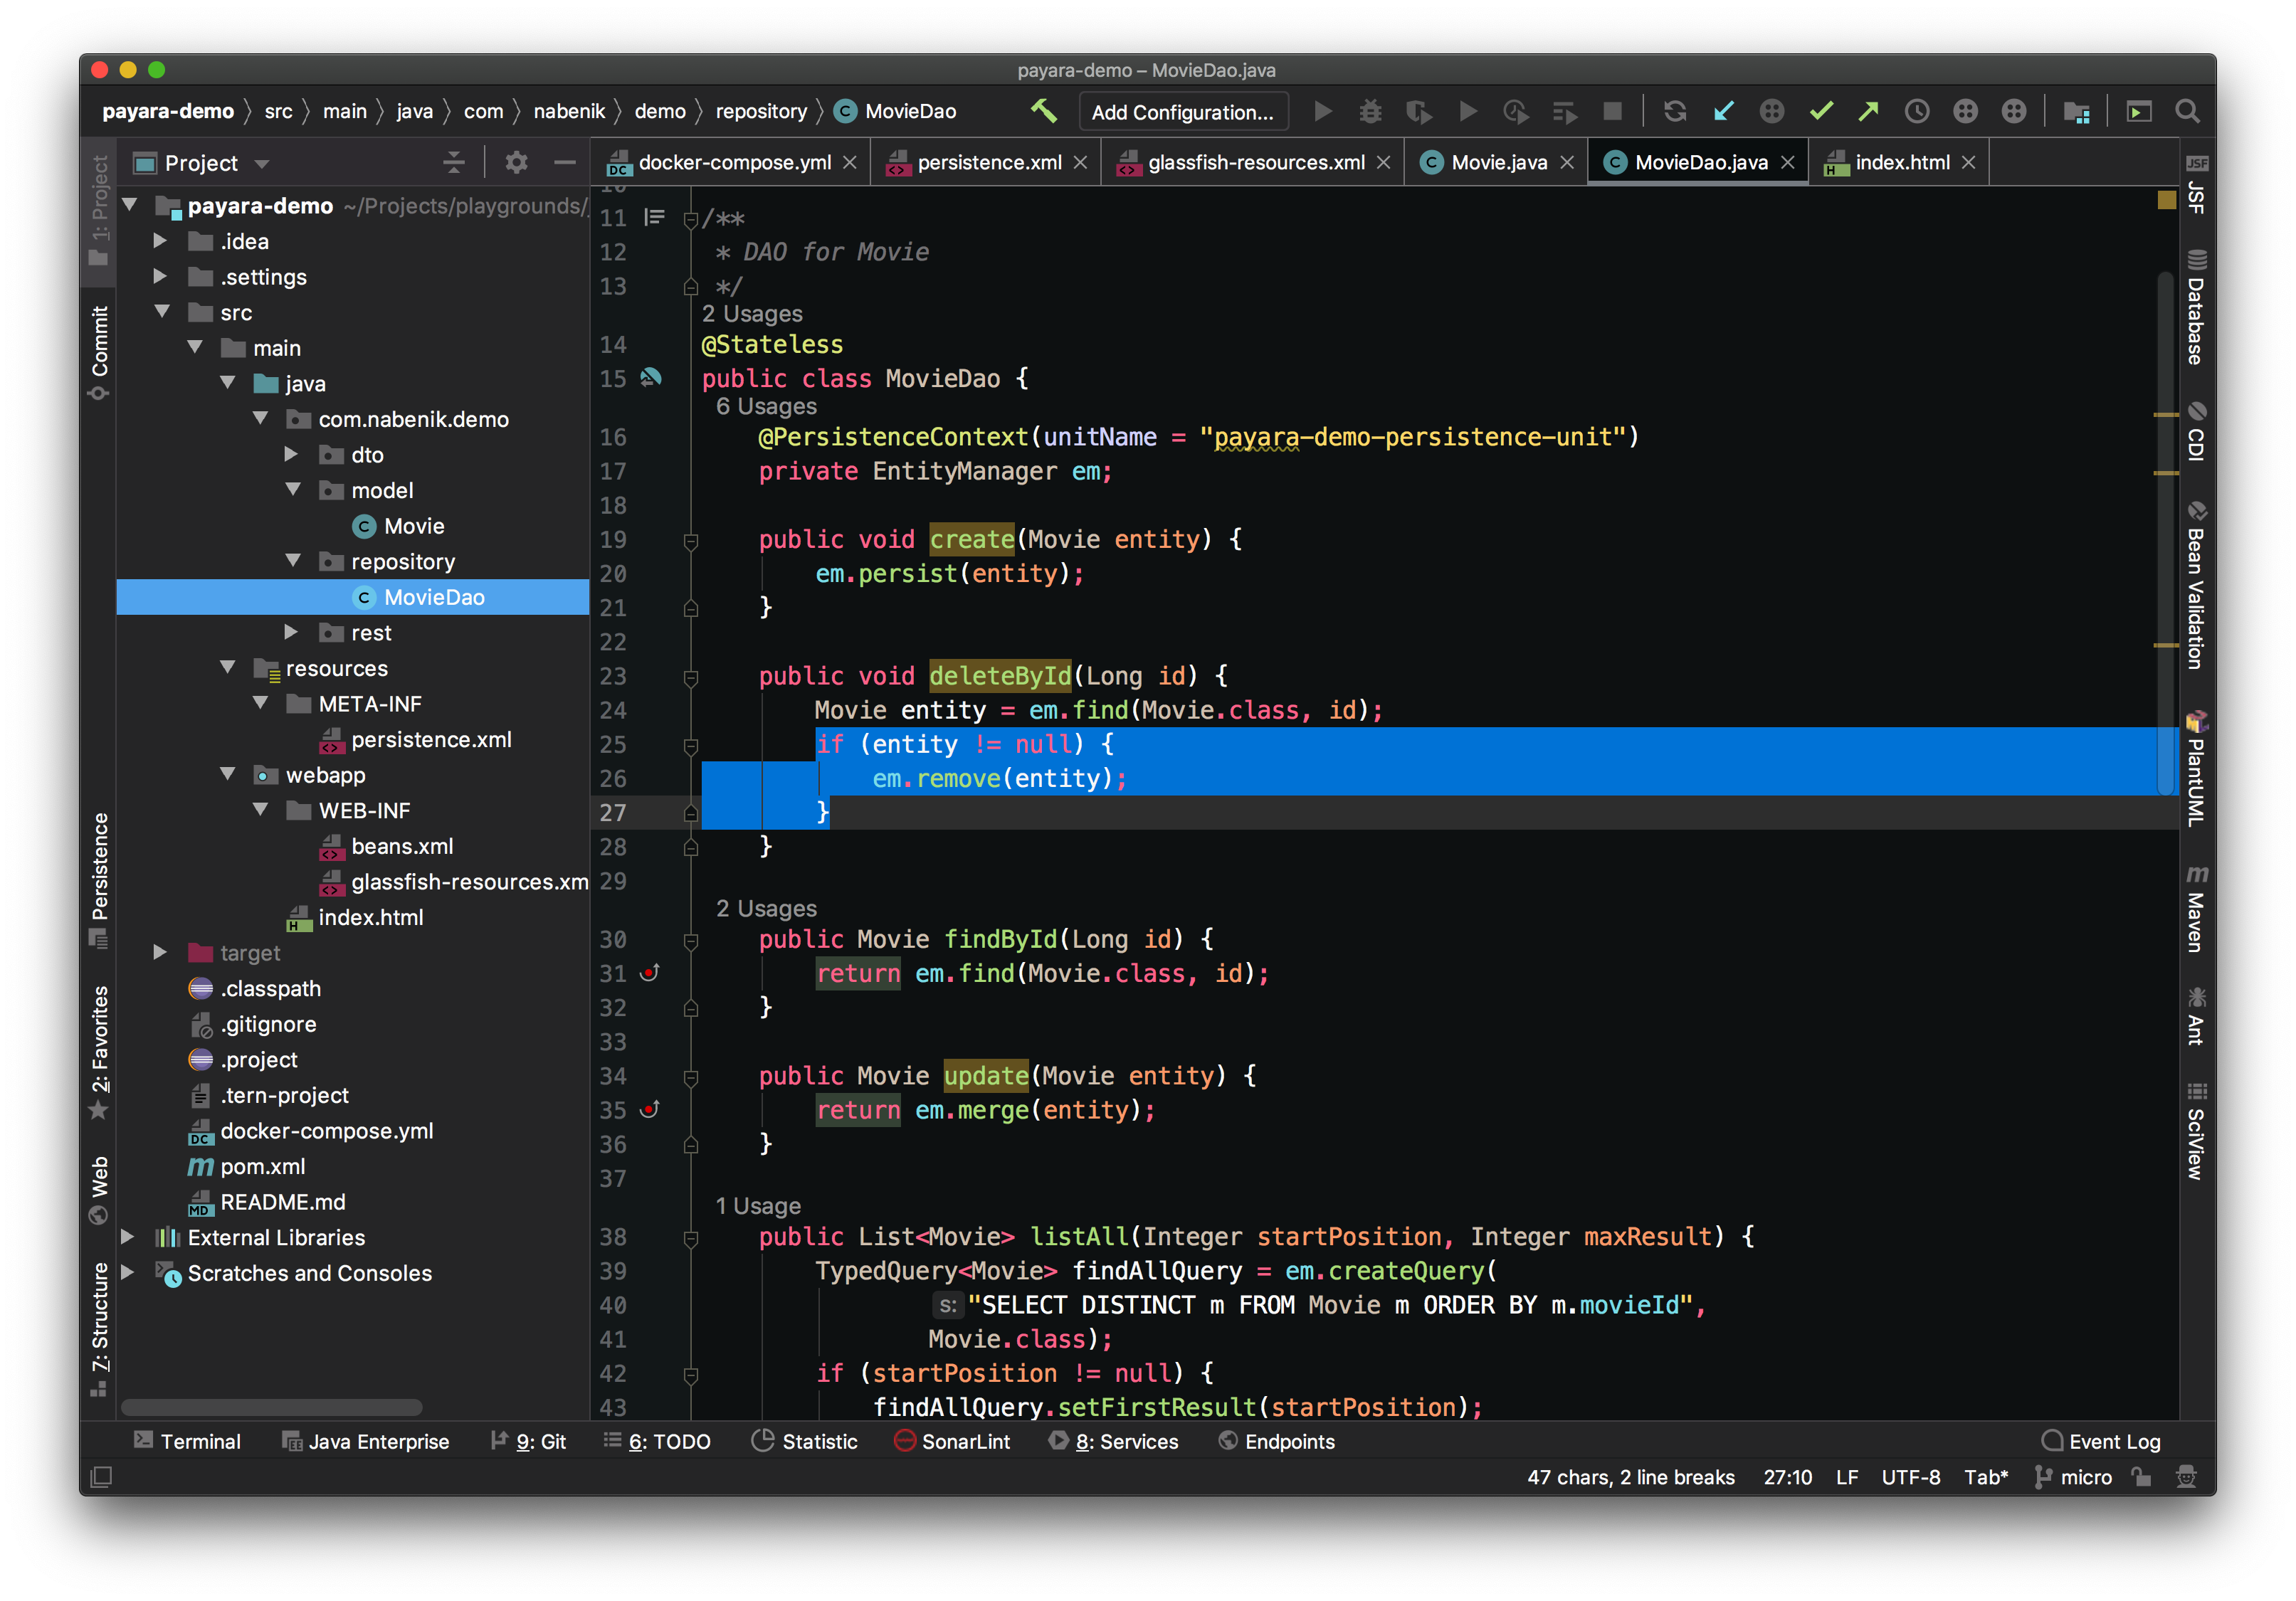 payara-demo – MovieDao.java
payara-demo src main java com nabenik demo repository MovieDao Add Configuration...
1: Project
Commit
Persistence
2: Favorites
Web
7: Structure
Project
payara-demo ~/Projects/playgrounds/
.idea
.settings
src
main
java
com.nabenik.demo
dto
model
Movie
repository
MovieDao
rest
resources
META-INF
persistence.xml
webapp
WEB-INF
beans.xml
glassfish-resources.xm
index.html
target
.classpath
.gitignore
.project
.tern-project
docker-compose.yml
pom.xml
README.md
External Libraries
Scratches and Consoles
docker-compose.yml persistence.xml glassfish-resources.xml Movie.java MovieDao.java index.html
10
11 /**
12 * DAO for Movie
13 */
2 Usages
14 @Stateless
15 public class MovieDao {
6 Usages
16 @PersistenceContext(unitName = "payara-demo-persistence-unit")
17 private EntityManager em;
18
19 public void create(Movie entity) {
20 em.persist(entity);
21 }
22
23 public void deleteById(Long id) {
24 Movie entity = em.find(Movie.class, id);
25 if (entity != null) {
26 em.remove(entity);
27 }
28 }
29
2 Usages
30 public Movie findById(Long id) {
31 return em.find(Movie.class, id);
32 }
33
34 public Movie update(Movie entity) {
35 return em.merge(entity);
36 }
37
1 Usage
38 public List<Movie> listAll(Integer startPosition, Integer maxResult) {
39 TypedQuery<Movie> findAllQuery = em.createQuery(
40 s: "SELECT DISTINCT m FROM Movie m ORDER BY m.movieId",
41 Movie.class);
42 if (startPosition != null) {
43 findAllQuery.setFirstResult(startPosition);
JSF
JSF
Database
CDI
Bean Validation
PlantUML
Maven
Ant
SciView
Terminal Java Enterprise 9: Git 6: TODO Statistic SonarLint 8: Services Endpoints Event Log
47 chars, 2 line breaks 27:10 LF UTF-8 Tab* micro